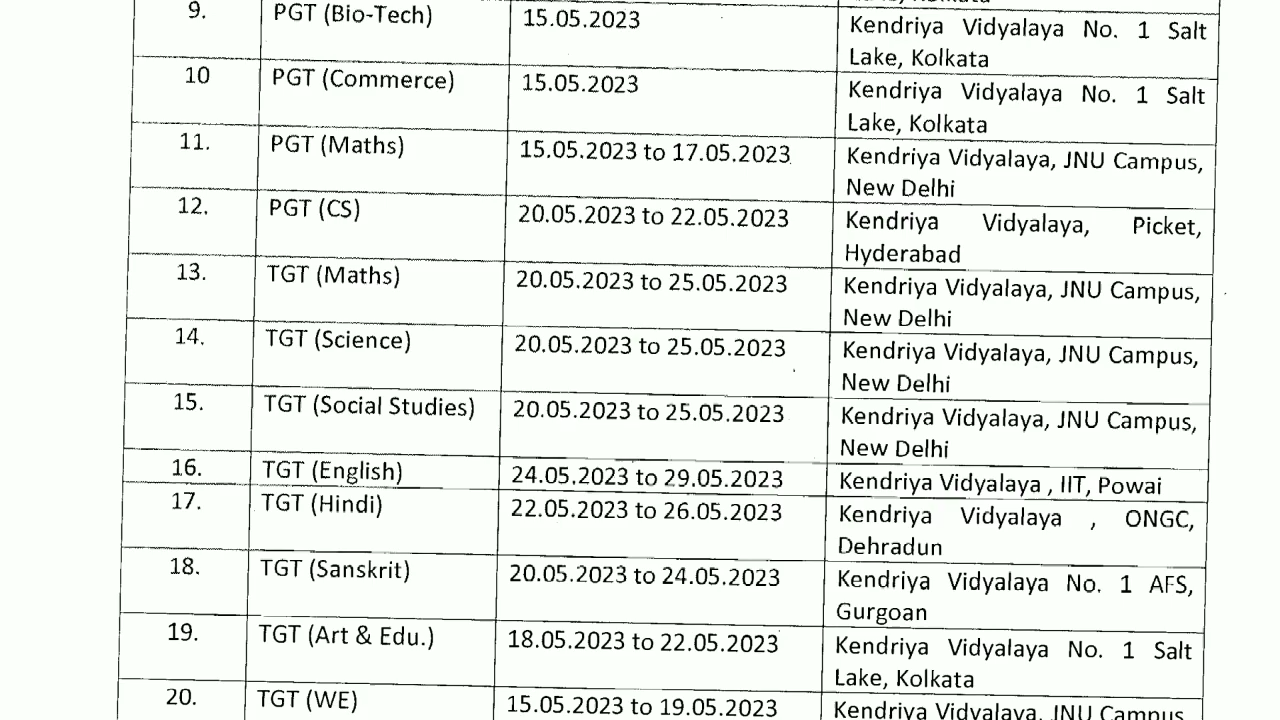 9. PGT (Bio-Tech) 15.05.2023 Kendriya Vidyalaya No. 1 Salt
Lake, Kolkata
10 PGT (Commerce) 15.05.2023 Kendriya Vidyalaya No. 1 Salt
Lake, Kolkata
11. PGT (Maths) 15.05.2023 to 17.05.2023 Kendriya Vidyalaya, JNU Campus,
New Delhi
12. PGT (CS) 20.05.2023 to 22.05.2023 Kendriya Vidyalaya, Picket,
Hyderabad
13. TGT (Maths) 20.05.2023 to 25.05.2023 Kendriya Vidyalaya, JNU Campus,
New Delhi
14. TGT (Science) 20.05.2023 to 25.05.2023 Kendriya Vidyalaya, JNU Campus,
New Delhi
15. TGT (Social Studies) 20.05.2023 to 25.05.2023 Kendriya Vidyalaya, JNU Campus,
New Delhi
16. TGT (English) 24.05.2023 to 29.05.2023 Kendriya Vidyalaya , IIT, Powai
17. TGT (Hindi) 22.05.2023 to 26.05.2023 Kendriya Vidyalaya , ONGC,
Dehradun
18. TGT (Sanskrit) 20.05.2023 to 24.05.2023 Kendriya Vidyalaya No. 1 AFS,
Gurgoan
19. TGT (Art & Edu.) 18.05.2023 to 22.05.2023 Kendriya Vidyalaya No. 1 Salt
Lake, Kolkata
20. TGT (WE) 15.05.2023 to 19.05.2023 Kendriya Vidyalaya, JNU Campus,